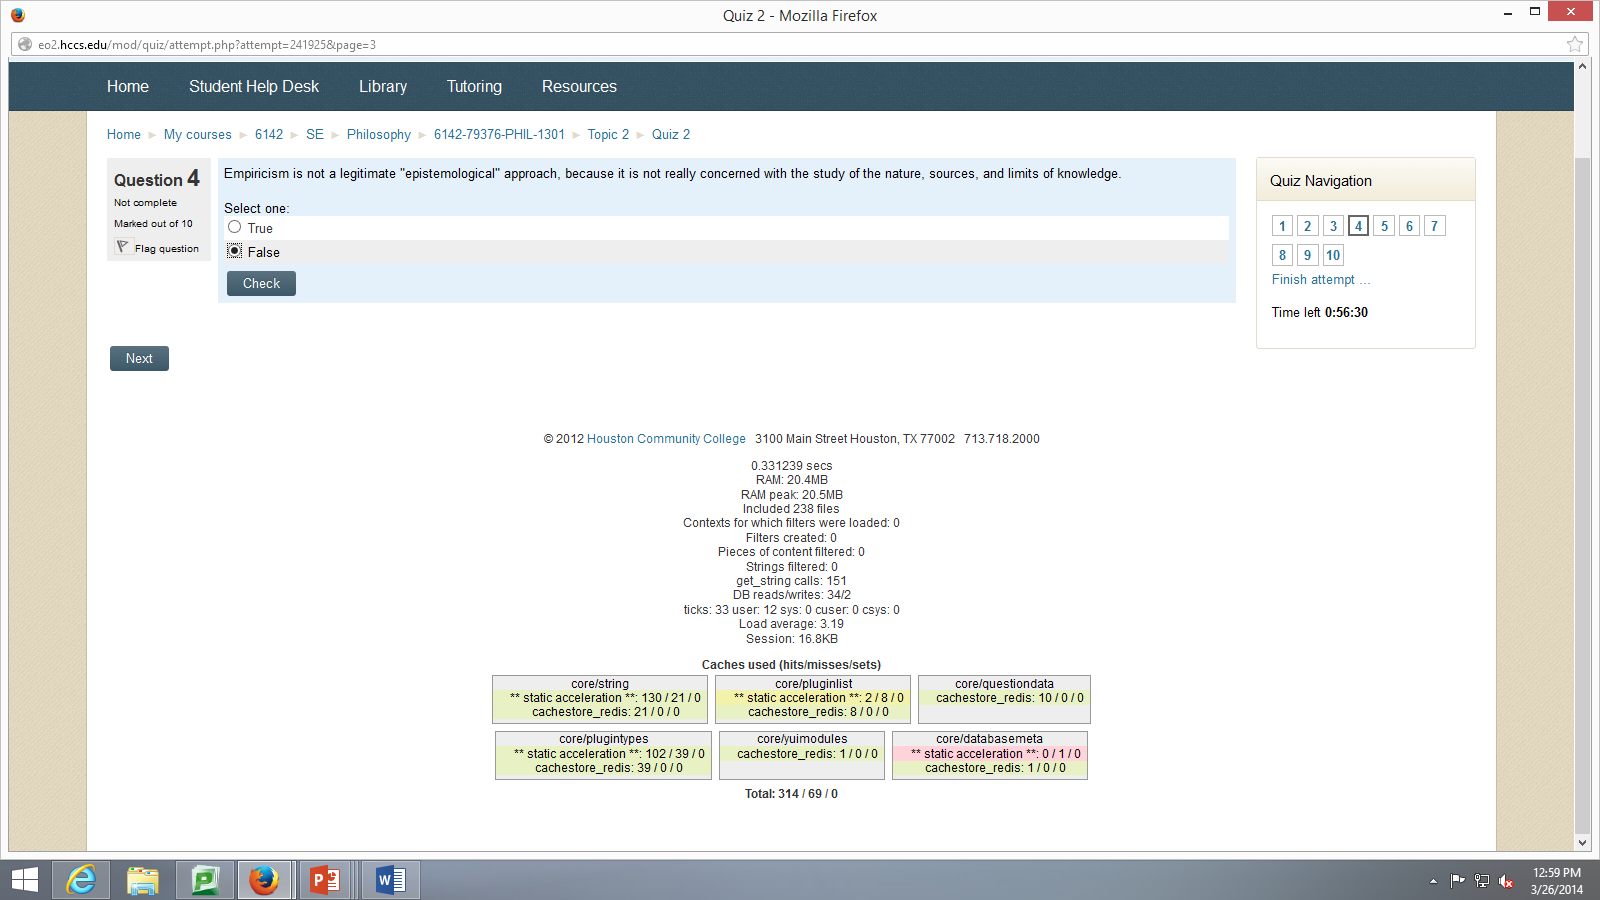 Quiz 2 - Mozilla Firefox
eo2.hccs.edu/mod/quiz/attempt.php?attempt=241925&page=3
Home Student Help Desk Library Tutoring Resources
Home ► My courses ► 6142 ► SE ► Philosophy ► 6142-79376-PHIL-1301 ► Topic 2 ► Quiz 2
Question 4
Not complete
Marked out of 10
Flag question
Empiricism is not a legitimate "epistemological" approach, because it is not really concerned with the study of the nature, sources, and limits of knowledge.
Select one:
True
False
Check
Next
Quiz Navigation
1 2 3 4 5 6 7
8 9 10
Finish attempt ...
Time left 0:56:30
© 2012 Houston Community College 3100 Main Street Houston, TX 77002 713.718.2000
0.331239 secs
RAM: 20.4MB
RAM peak: 20.5MB
Included 238 files
Contexts for which filters were loaded: 0
Filters created: 0
Pieces of content filtered: 0
Strings filtered: 0
get_string calls: 151
DB reads/writes: 34/2
ticks: 33 user: 12 sys: 0 cuser: 0 csys: 0
Load average: 3.19
Session: 16.8KB
Caches used (hits/misses/sets)
core/string
** static acceleration **: 130 / 21 / 0
cachestore_redis: 21 / 0 / 0
core/pluginlist
** static acceleration **: 2 / 8 / 0
cachestore_redis: 8 / 0 / 0
core/questiondata
cachestore_redis: 10 / 0 / 0
core/plugintypes
** static acceleration **: 102 / 39 / 0
cachestore_redis: 39 / 0 / 0
core/yuimodules
cachestore_redis: 1 / 0 / 0
core/databasemeta
** static acceleration **: 0 / 1 / 0
cachestore_redis: 1 / 0 / 0
Total: 314 / 69 / 0
12:59 PM
3/26/2014